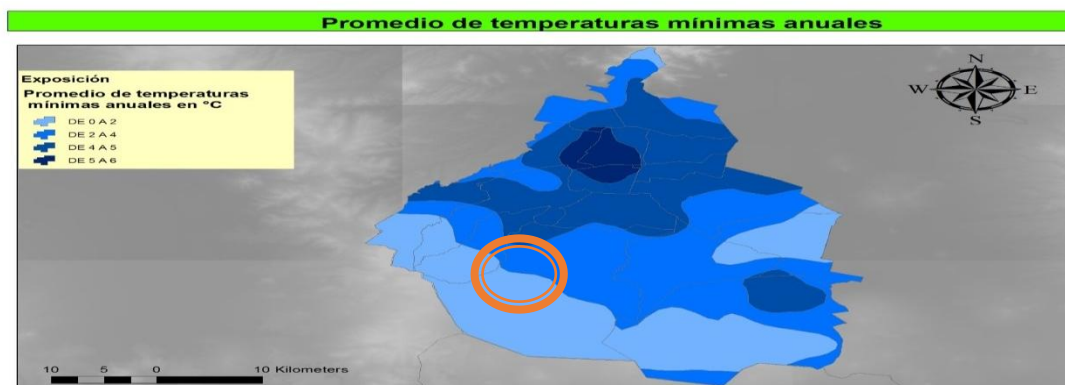 Promedio de temperaturas mínimas anuales
Exposición
Promedio de temperaturas
mínimas anuales en °C
DE 0 A 2
DE 2 A 4
DE 4 A 5
DE 5 A 6
N
W E
S
10 5 0 10 Kilometers